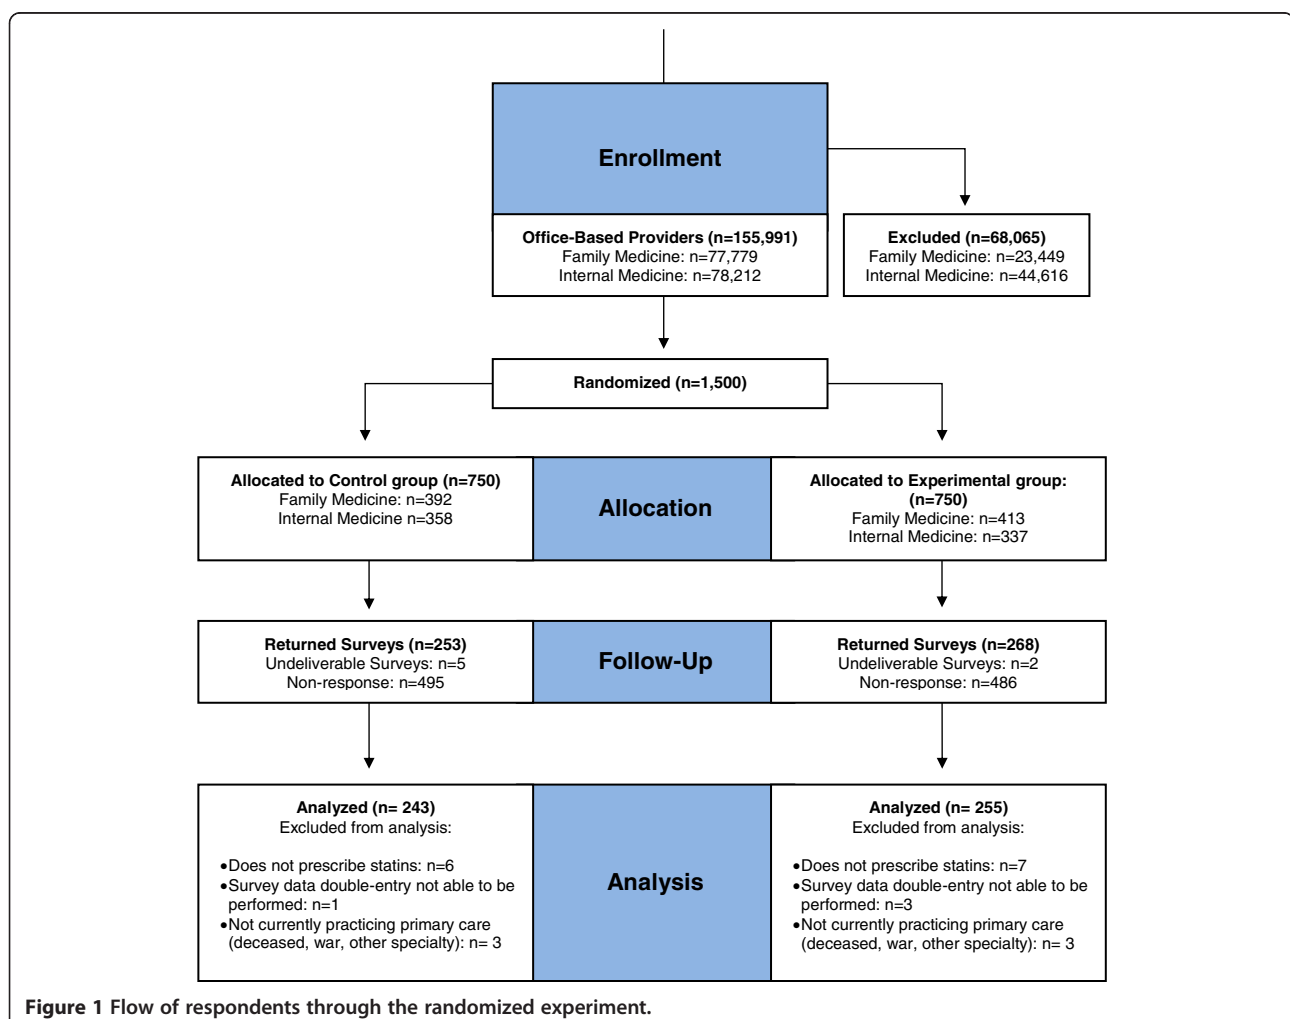 Enrollment
Office-Based Providers (n=155,991)
Family Medicine: n=77,779
Internal Medicine: n=78,212
Excluded (n=68,065)
Family Medicine: n=23,449
Internal Medicine: n=44,616
Randomized (n=1,500)
Allocated to Control group (n=750)
Family Medicine: n=392
Internal Medicine n=358
Allocation
Allocated to Experimental group:
(n=750)
Family Medicine: n=413
Internal Medicine: n=337
Returned Surveys (n=253)
Undeliverable Surveys: n=5
Non-response: n=495
Follow-Up
Returned Surveys (n=268)
Undeliverable Surveys: n=2
Non-response: n=486
Analyzed (n= 243)
Excluded from analysis:
•Does not prescribe statins: n=6
•Survey data double-entry not able to be
performed: n=1
•Not currently practicing primary care
(deceased, war, other specialty): n= 3
Analysis
Analyzed (n= 255)
Excluded from analysis:
•Does not prescribe statins: n=7
•Survey data double-entry not able to be
performed: n=3
•Not currently practicing primary care
(deceased, war, other specialty): n= 3
Figure 1 Flow of respondents through the randomized experiment.